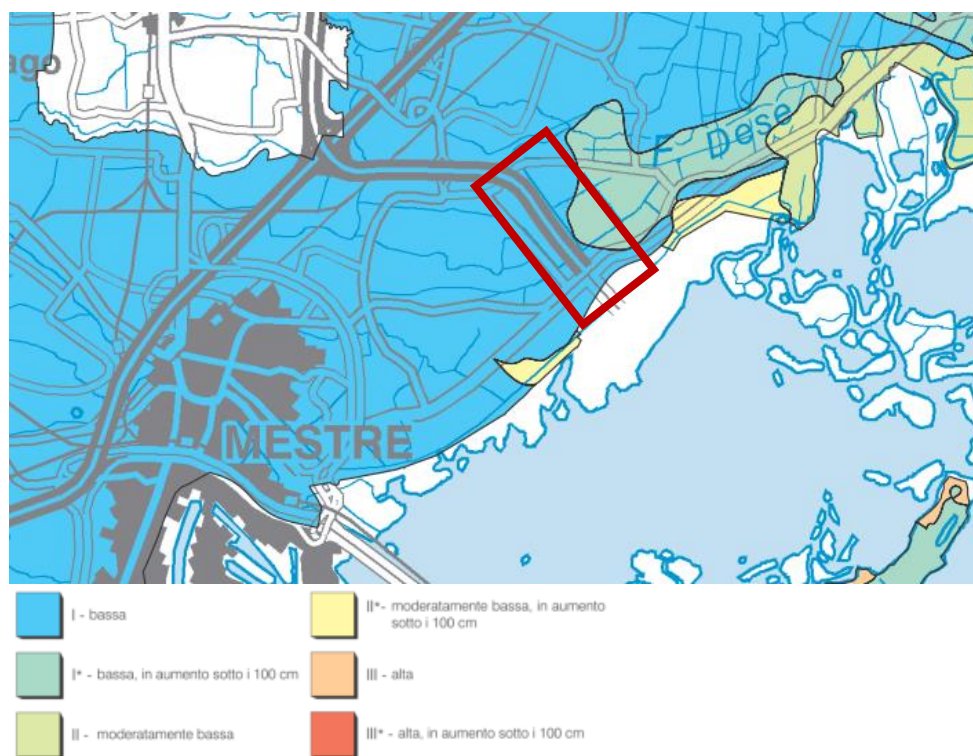 ago
F. Dese
MESTRE
I - bassa
I* - bassa, in aumento sotto i 100 cm
II - moderatamente bassa
II*- moderatamente bassa, in aumento
sotto i 100 cm
III - alta
III* - alta, in aumento sotto i 100 cm